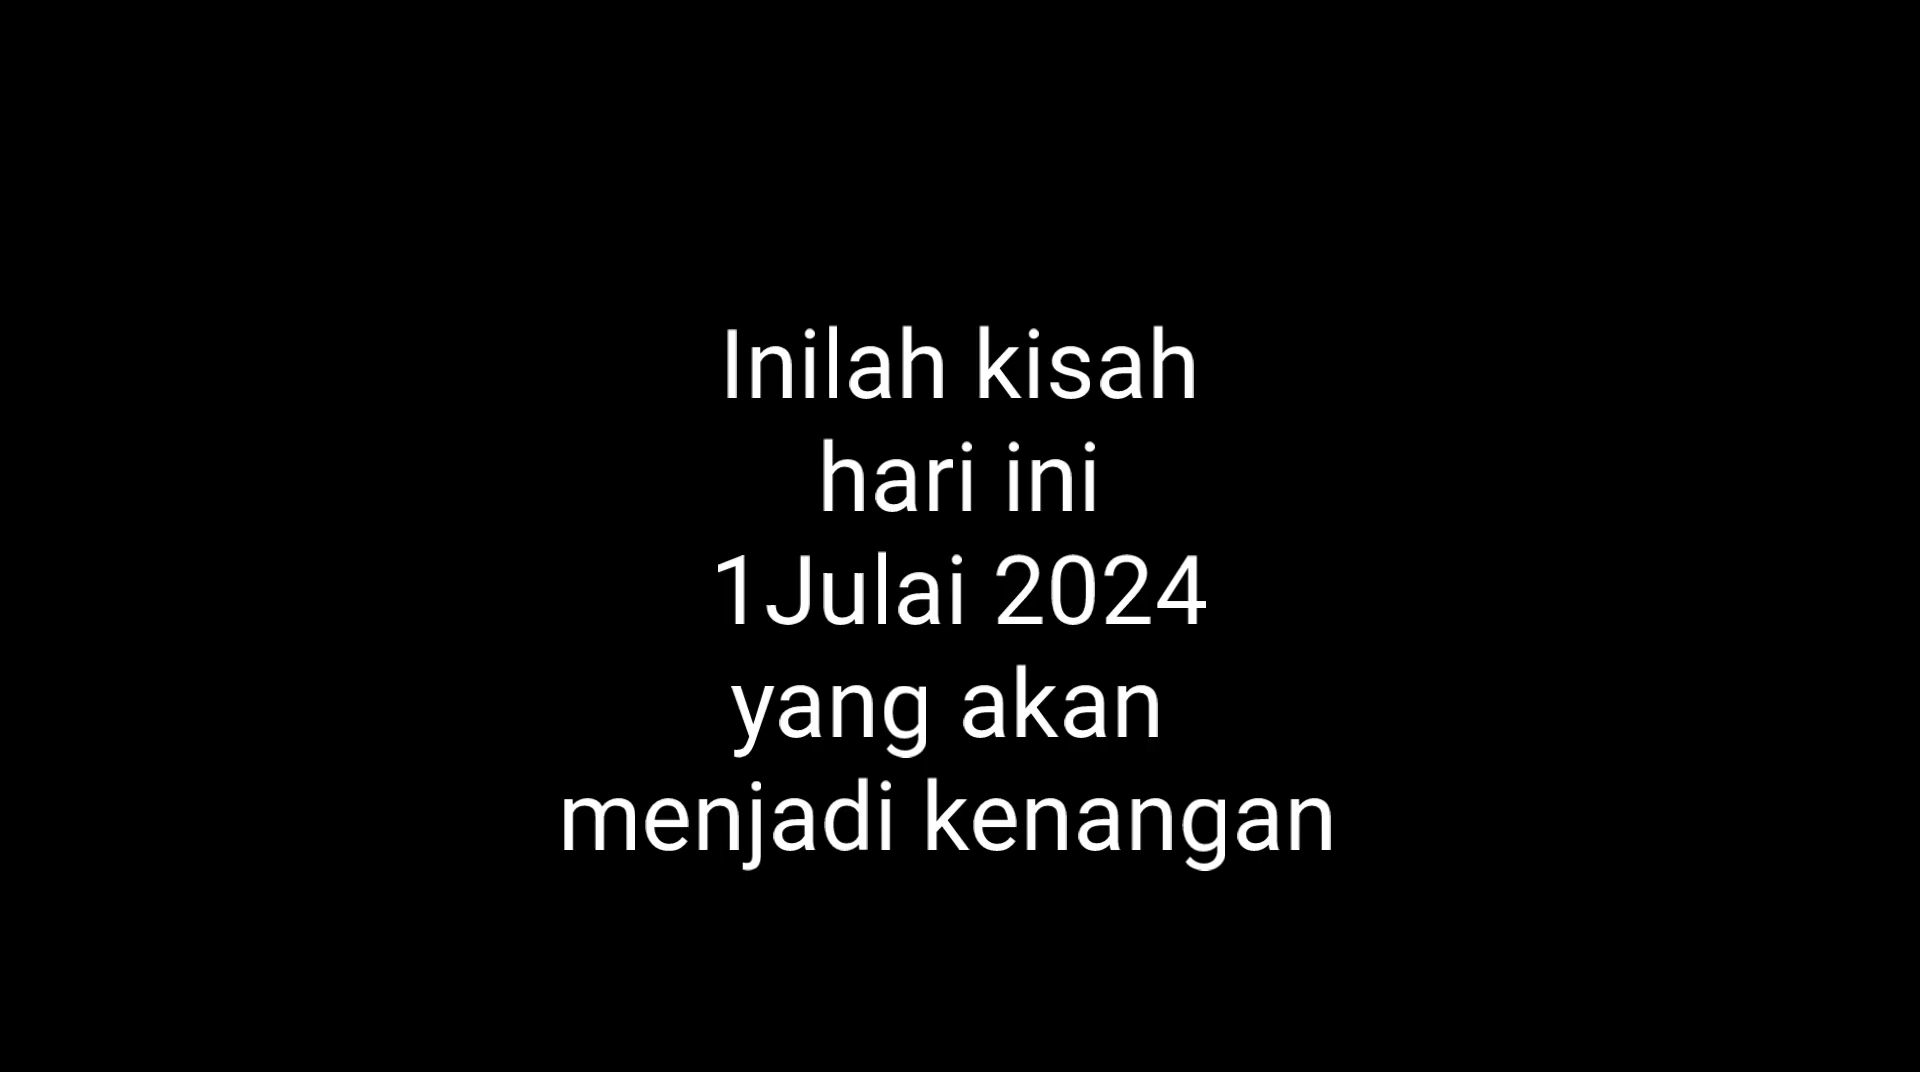 Inilah kisah
hari ini
1Julai 2024
yang akan
menjadi kenangan